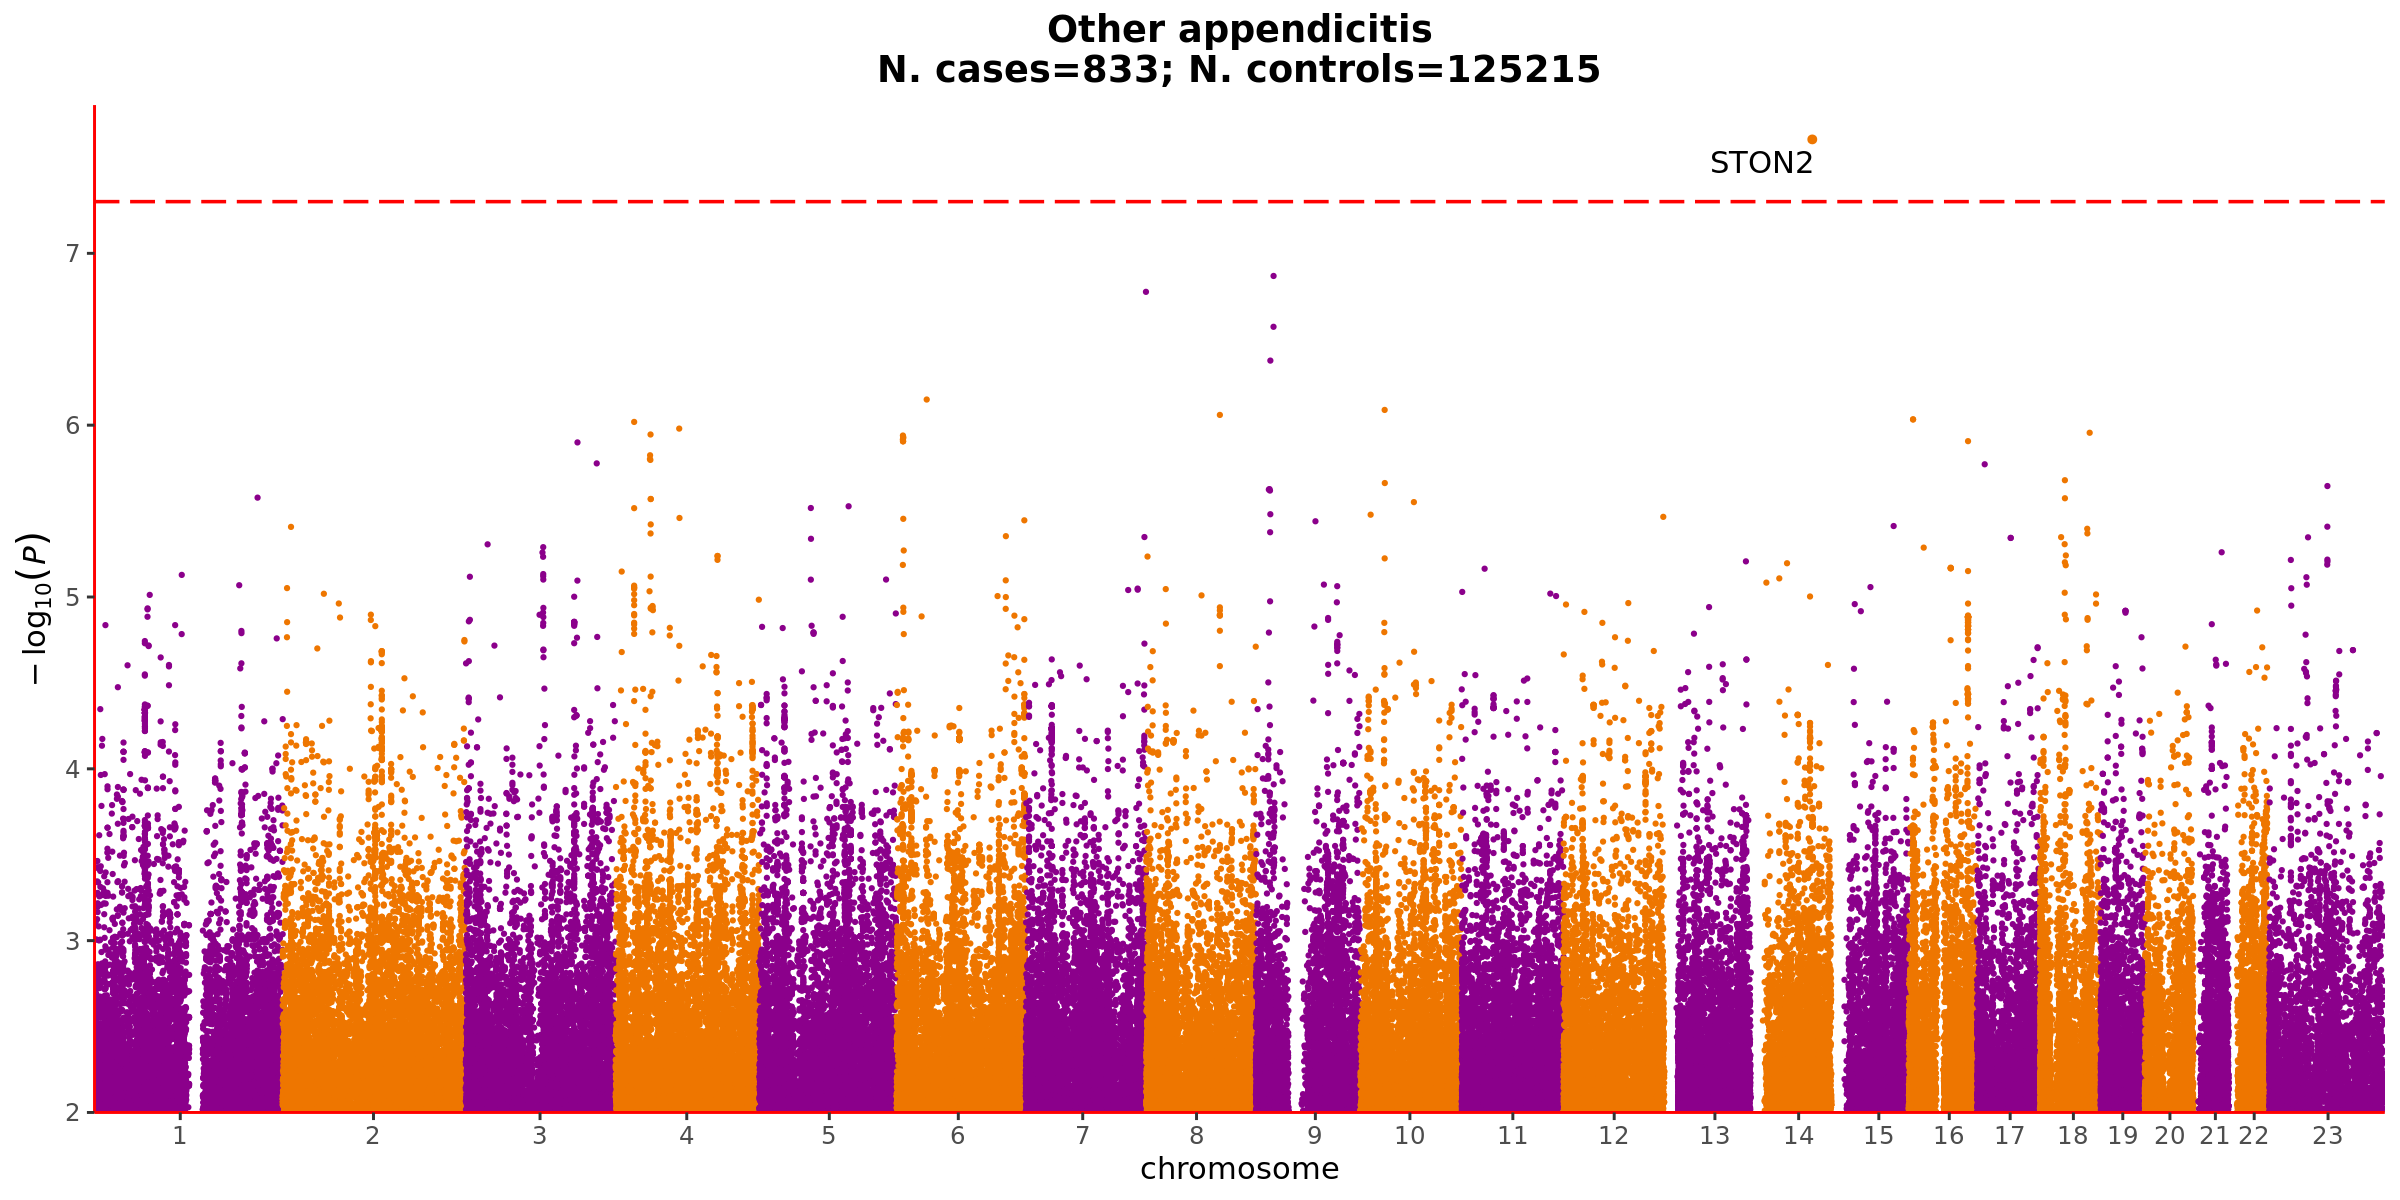 Other appendicitis
N. cases=833; N. controls=125215
STON2
7
6
5
4
3
2
−log10(P)
1 2 3 4 5 6 7 8 9 10 11 12 13 14 15 16 17 18 19 20 21 22 23
chromosome